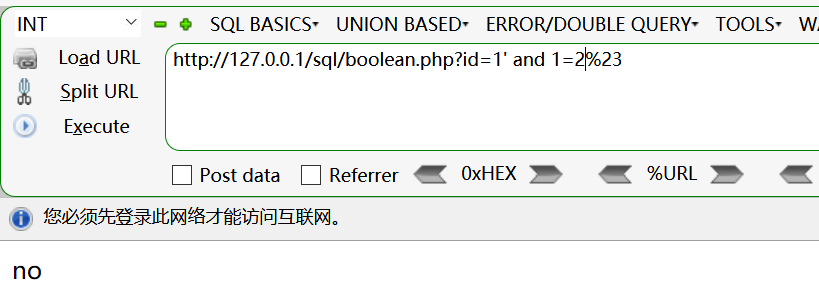 INT SQL BASICS▾ UNION BASED▾ ERROR/DOUBLE QUERY▾ TOOLS▾ WA
Load URL
Split URL
Execute
http://127.0.0.1/sql/boolean.php?id=1' and 1=2%23
Post data Referrer 0xHEX %URL
您必须先登录此网络才能访问互联网。
no